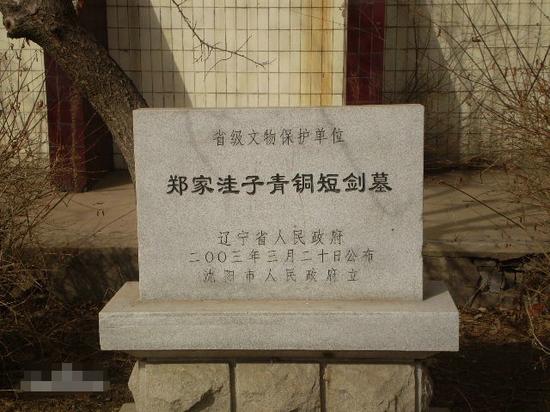 省级文物保护单位
郑家洼子青铜短剑墓
辽宁省人民政府
二〇〇三年三月二十日公布
沈阳市人民政府立